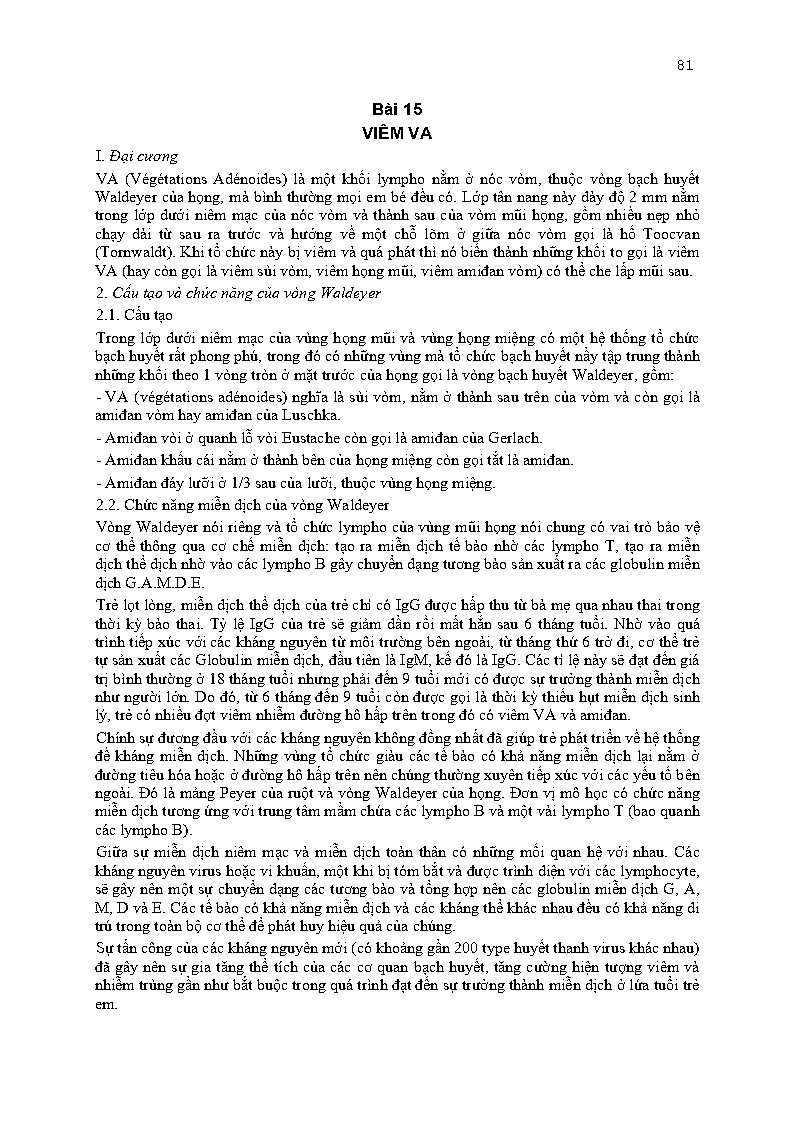 81
Bài 15
VIÊM VA
I. Đại cương
VA (Végétations Adénoides) là một khối lympho nằm ở nóc vòm, thuộc vòng bạch huyết
Waldeyer của họng, mà bình thường mọi em bé đều có. Lớp tân nang này dày độ 2 mm nằm
trong lớp dưới niêm mạc của nóc vòm và thành sau của vòm mũi họng, gồm nhiều nẹp nhỏ
chạy dài từ sau ra trước và hướng về một chỗ lõm ở giữa nóc vòm gọi là hố Toocvan
(Tornwaldt). Khi tổ chức này bị viêm và quá phát thì nó biến thành những khối to gọi là viêm
VA (hay còn gọi là viêm sùi vòm, viêm họng mũi, viêm amiđan vòm) có thể che lấp mũi sau.
2. Cấu tạo và chức năng của vòng Waldeyer
2.1. Cấu tạo
Trong lớp dưới niêm mạc của vùng họng mũi và vùng họng miệng có một hệ thống tổ chức
bạch huyết rất phong phú, trong đó có những vùng mà tổ chức bạch huyết nầy tập trung thành
những khối theo 1 vòng tròn ở mặt trước của họng gọi là vòng bạch huyết Waldeyer, gồm:
- VA (végétations adénoides) nghĩa là sùi vòm, nằm ở thành sau trên của vòm và còn gọi là
amiđan vòm hay amiđan của Luschka.
- Amiđan vòi ở quanh lỗ vòi Eustache còn gọi là amiđan của Gerlach.
- Amiđan khẩu cái nằm ở thành bên của họng miệng còn gọi tắt là amiđan.
- Amiđan đáy lưỡi ở 1/3 sau của lưỡi, thuộc vùng họng miệng.
2.2. Chức năng miễn dịch của vòng Waldeyer
Vòng Waldeyer nói riêng và tổ chức lympho của vùng mũi họng nói chung có vai trò bảo vệ
cơ thể thông qua cơ chế miễn dịch: tạo ra miễn dịch tế bào nhờ các lympho T, tạo ra miễn
dịch thể dịch nhờ vào các lympho B gây chuyển dạng tương bào sản xuất ra các globulin miễn
dịch G.A.M.D.E.
Trẻ lọt lòng, miễn dịch thể dịch của trẻ chỉ có IgG được hấp thu từ bà mẹ qua nhau thai trong
thời kỳ bào thai. Tỷ lệ IgG của trẻ sẽ giảm dần rồi mất hẳn sau 6 tháng tuổi. Nhờ vào quá
trình tiếp xúc với các kháng nguyên từ môi trường bên ngoài, từ tháng thứ 6 trở đi, cơ thể trẻ
tự sản xuất các Globulin miễn dịch, đầu tiên là IgM, kế đó là IgG. Các tỉ lệ này sẽ đạt đến giá
trị bình thường ở 18 tháng tuổi nhưng phải đến 9 tuổi mới có được sự trưởng thành miễn dịch
như người lớn. Do đó, từ 6 tháng đến 9 tuổi còn được gọi là thời kỳ thiếu hụt miễn dịch sinh
lý, trẻ có nhiều đợt viêm nhiễm đường hô hấp trên trong đó có viêm VA và amiđan.
Chính sự đương đầu với các kháng nguyên không đồng nhất đã giúp trẻ phát triển về hệ thống
đề kháng miễn dịch. Những vùng tổ chức giàu các tế bào có khả năng miễn dịch lại nằm ở
đường tiêu hóa hoặc ở đường hô hấp trên nên chúng thường xuyên tiếp xúc với các yếu tố bên
ngoài. Đó là mảng Peyer của ruột và vòng Waldeyer của họng. Đơn vị mô học có chức năng
miễn dịch tương ứng với trung tâm mầm chứa các lympho B và một vài lympho T (bao quanh
các lympho B).
Giữa sự miễn dịch niêm mạc và miễn dịch toàn thân có những mối quan hệ với nhau. Các
kháng nguyên virus hoặc vi khuẩn, một khi bị tóm bắt và được trình diện với các lymphocyte,
sẽ gây nên một sự chuyển dạng các tương bào và tổng hợp nên các globulin miễn dịch G, A,
M, D và E. Các tế bào có khả năng miễn dịch và các kháng thể khác nhau đều có khả năng di
trú trong toàn bộ cơ thể để phát huy hiệu quả của chúng.
Sự tấn công của các kháng nguyên mới (có khoảng gần 200 type huyết thanh virus khác nhau)
đã gây nên sự gia tăng thể tích của các cơ quan bạch huyết, tăng cường hiện tượng viêm và
nhiễm trùng gần như bắt buộc trong quá trình đạt đến sự trưởng thành miễn dịch ở lứa tuổi trẻ
em.